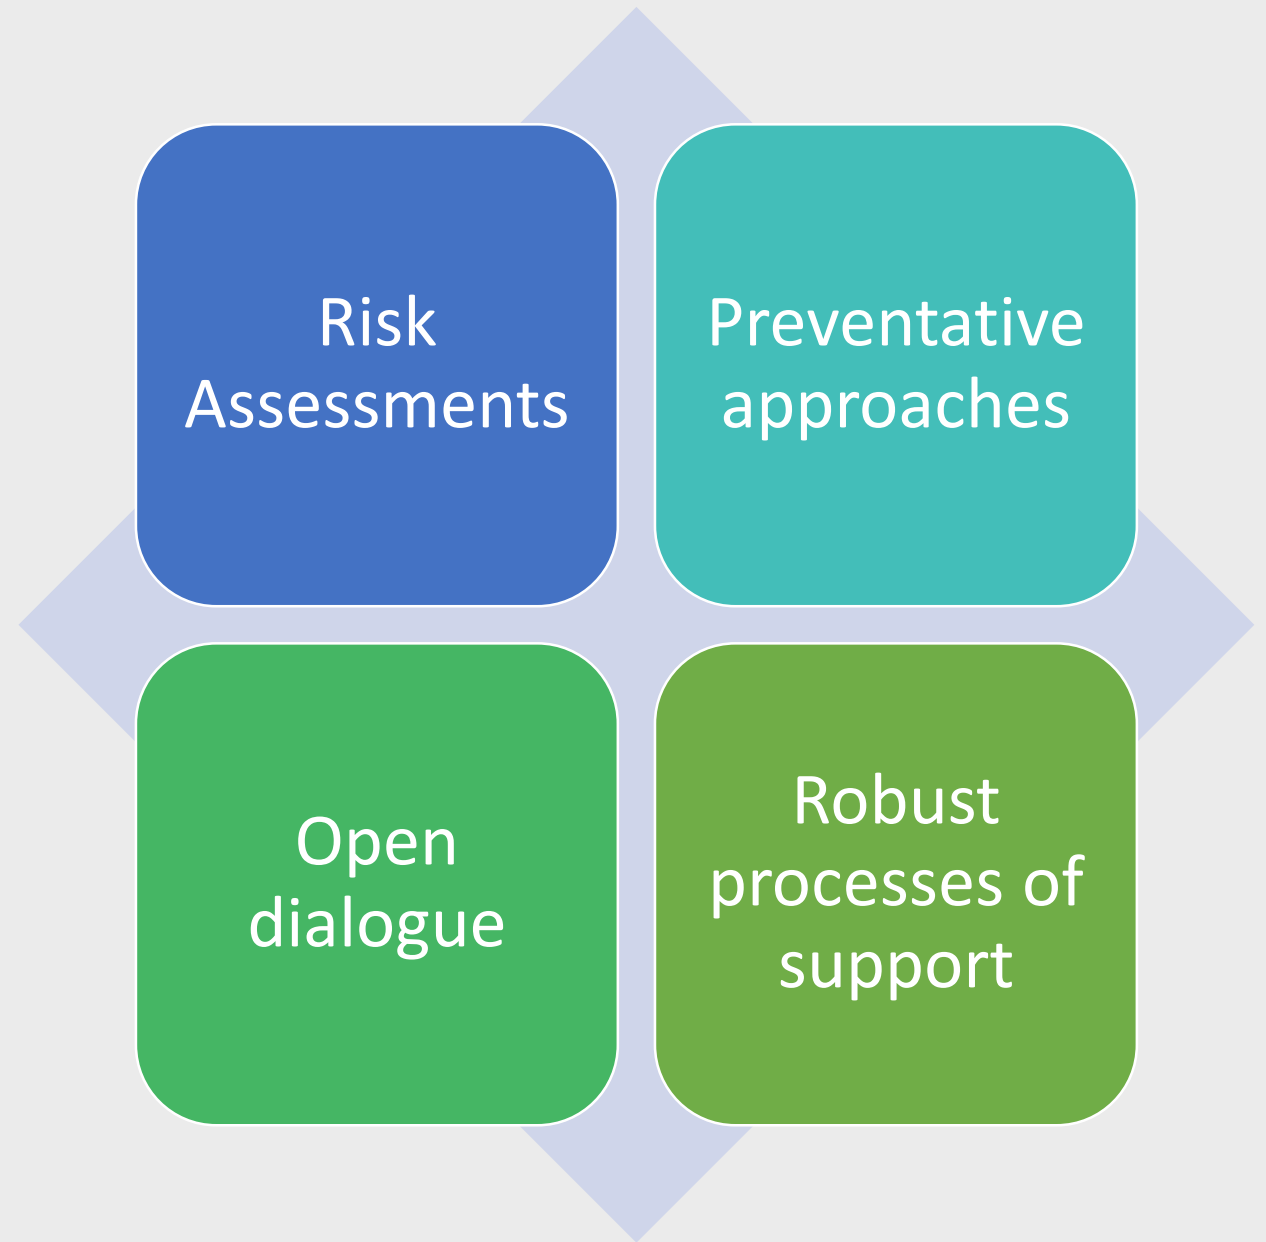 Risk
Assessments
Preventative
approaches
Open
dialogue
Robust
processes of
support